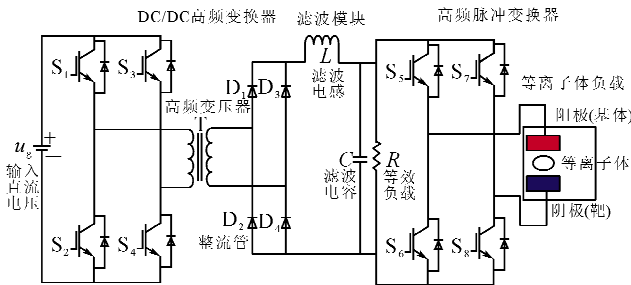 DC/DC高频变换器
滤波模块
高频脉冲变换器
S1
S3
L
滤波
电感
S5
S7
等离子体负载
D1
D3
高频变压器
T
阳极(基体)
ug
+
—
输入
直流
电压
C
滤波
电容
R
等效
负载
等离子体
D2
D4
整流管
阴极(靶)
S2
S4
S6
S8